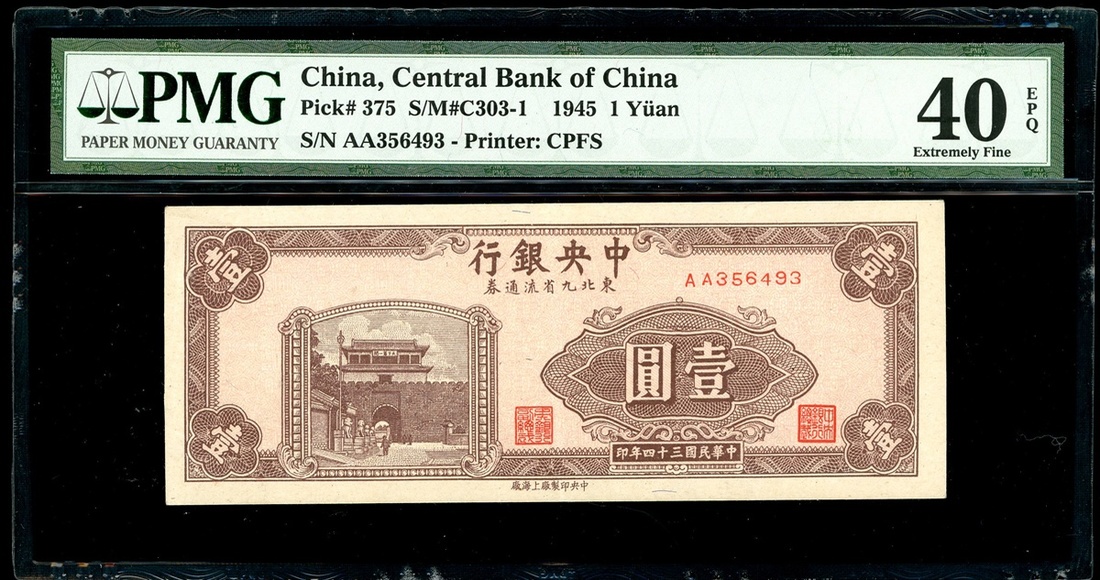 PMG
PAPER MONEY GUARANTY
China, Central Bank of China
Pick# 375 S/M#C303-1 1945 1 Yüan
S/N AA356493 - Printer: CPFS
40
EPQ
Extremely Fine
行銀央中
券通流省九北東
AA356493
壹
壹
圓壹
壹
壹
印年四十三國民華中
廠海上廠製印央中